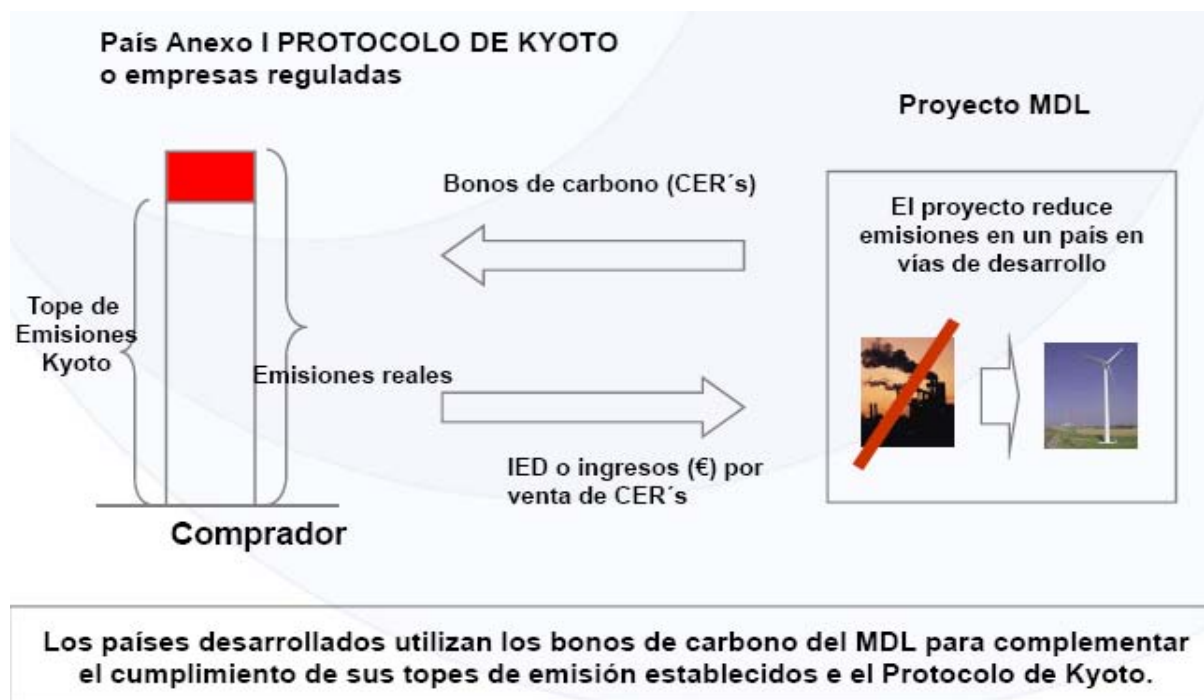 País Anexo I PROTOCOLO DE KYOTO
o empresas reguladas
Proyecto MDL
Bonos de carbono (CER´s)
El proyecto reduce
emisiones en un país en
vías de desarrollo
Tope de
Emisiones
Kyoto
Emisiones reales
IED o ingresos (€) por
venta de CER´s
Comprador
Los países desarrollados utilizan los bonos de carbono del MDL para complementar
el cumplimiento de sus topes de emisión establecidos e el Protocolo de Kyoto.